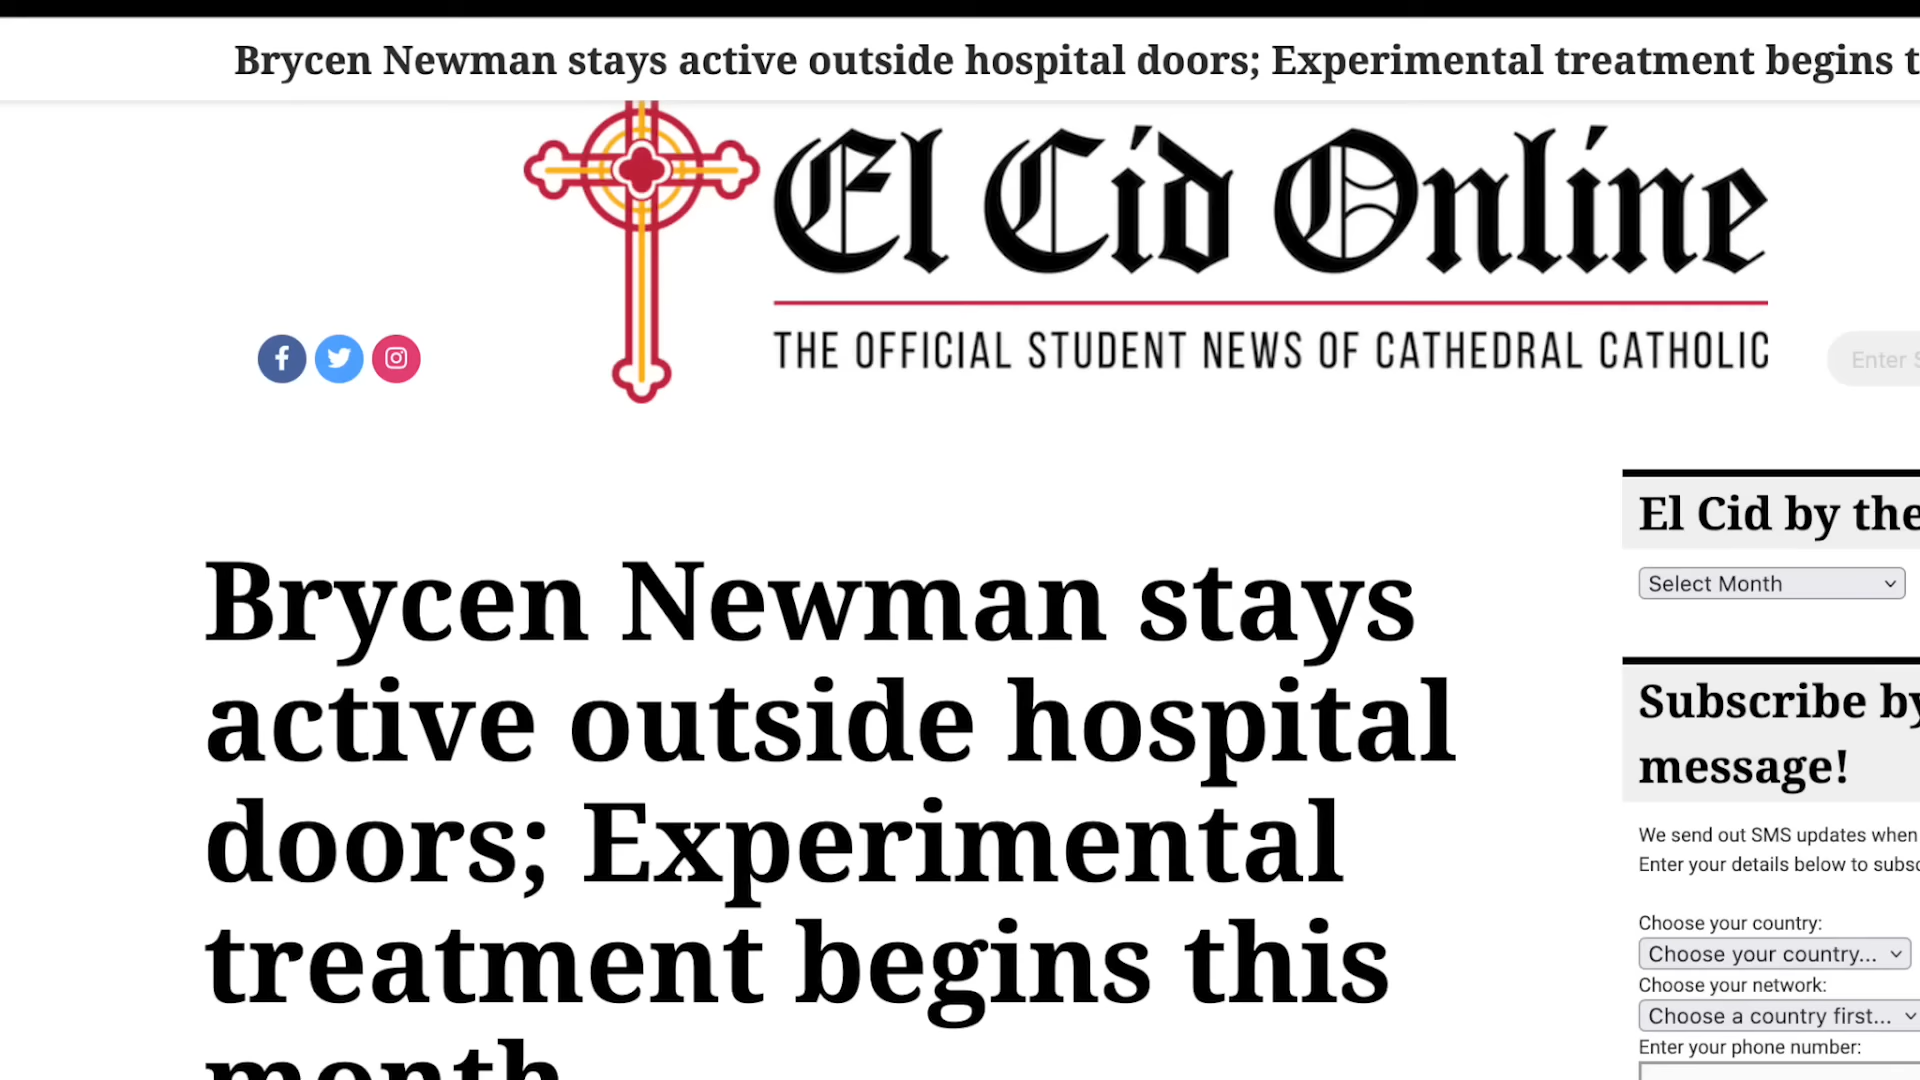 Brycen Newman stays active outside hospital doors; Experimental treatment begins
El Cid Online
THE OFFICIAL STUDENT NEWS OF CATHEDRAL CATHOLIC
Enter
Brycen Newman stays
active outside hospital
doors; Experimental
treatment begins this
month
El Cid by the
Select Month
Subscribe by
message!
We send out SMS updates when
Enter your details below to
Choose your country:
Choose your country...
Choose your network:
Choose a country first...
Enter your phone number: